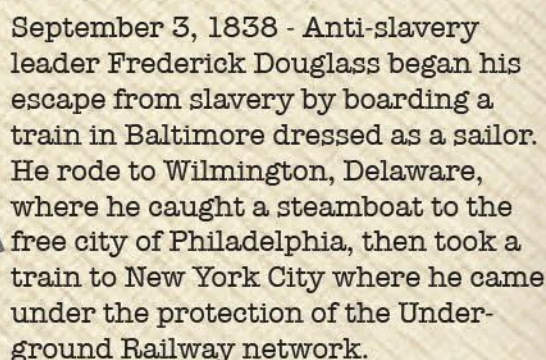 September 3, 1838 - Anti-slavery
leader Frederick Douglass began his
escape from slavery by boarding a
train in Baltimore dressed as a sailor.
He rode to Wilmington, Delaware,
where he caught a steamboat to the
free city of Philadelphia, then took a
train to New York City where he came
under the protection of the Under-
ground Railway network.